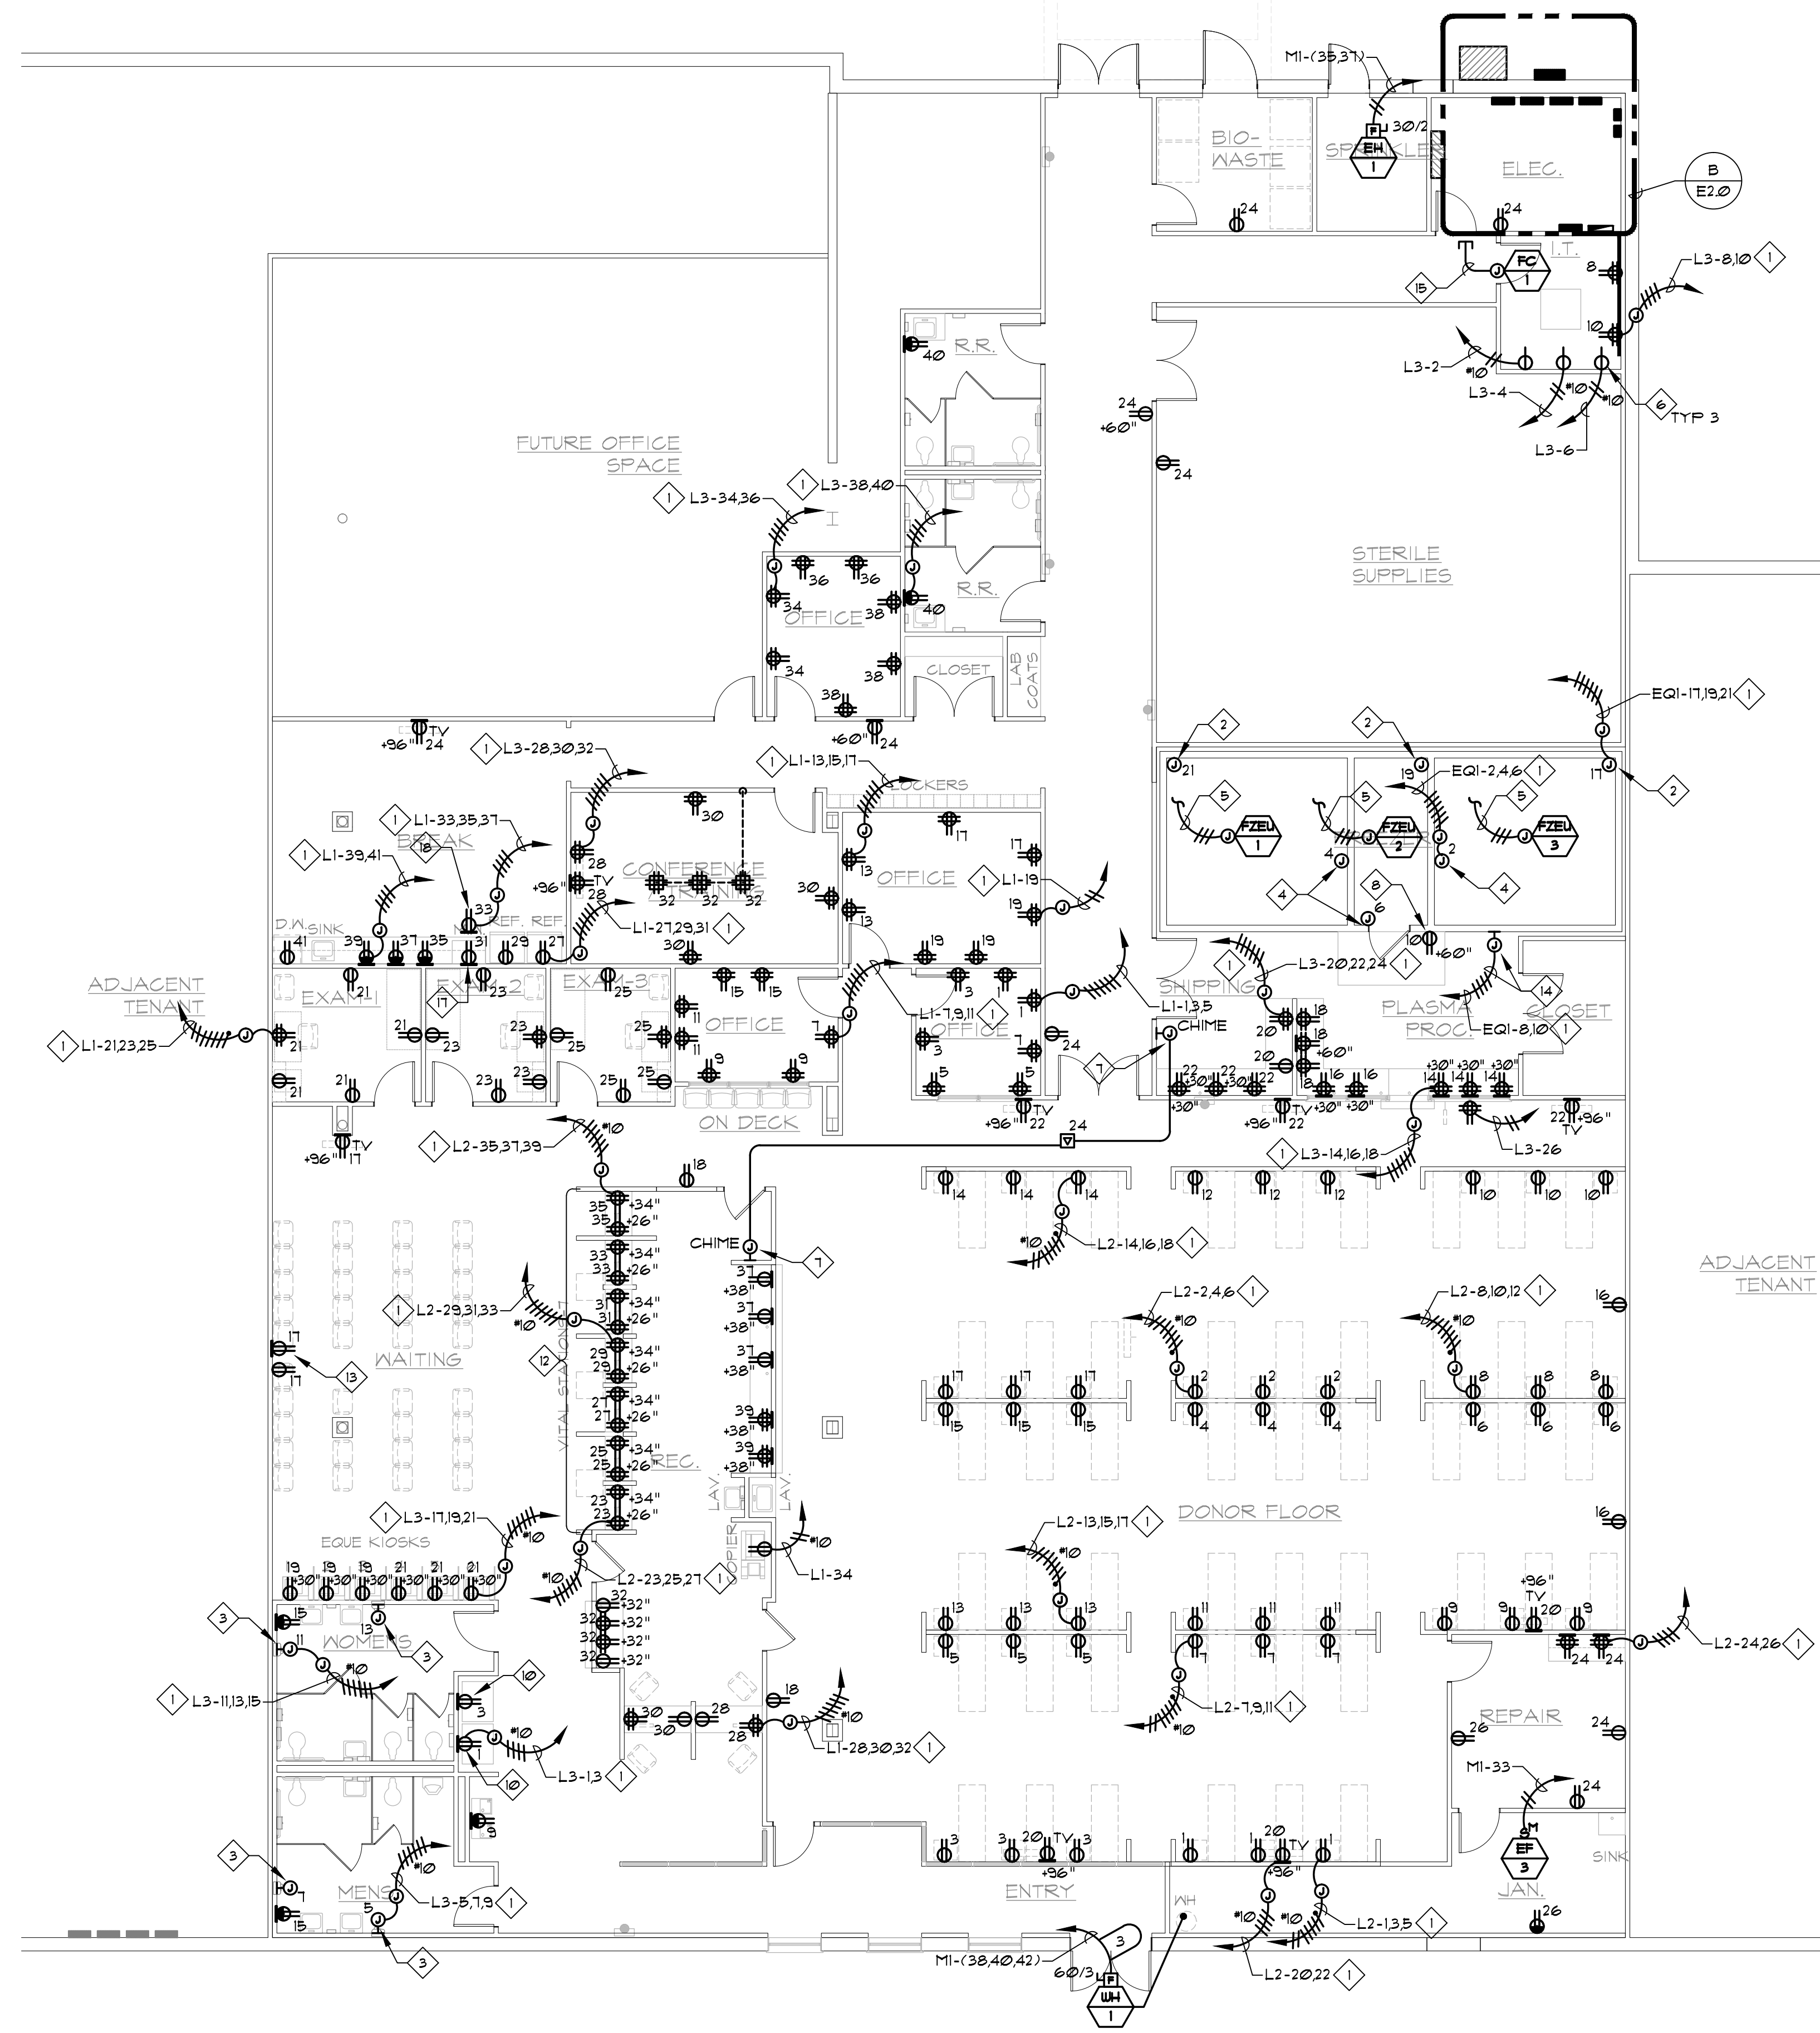 M1-(35,37)
30/2
EH
1
BIO-
WASTE
SPRINKLER
ELEC.
B
E2.0
24
24
I.T.
FC
1
15
8
L3-8,10
1
10
L3-2
#10
L3-4
#10
#10
L3-6
6
TYP 3
R.R.
40
24
+60"
24
FUTURE OFFICE
SPACE
1
L3-34,36
1
L3-38,40
STERILE
SUPPLIES
36
36
34
OFFICE
38
40
R.R.
34
38
38
CLOSET
LAB
COATS
TV
+96"
24
+60"
24
1
L3-28,30,32
1
L1-13,15,17
LOCKERS
EQ1-17,19,21
1
2
2
21
19
17
2
EQ1-2,4,6
1
5
5
5
FZEU
1
FZEU
2
FZEU
3
4
2
4
4
8
6
10
+60"
1
L1-33,35,37
BREAK
18
1
L1-39,41
30
28
+96"
TV
28
CONFERENCE
TRAINING
32
32
32
30
30
17
17
13
OFFICE
13
1
L1-19
19
19
19
D.W.
SINK
REF.
REF.
33
41
39
37
35
31
29
27
L1-27,29,31
1
17
ADJACENT
TENANT
1
L1-21,23,25
EXAM-1
21
21
21
21
21
EXAM-2
23
23
23
23
23
EXAM-3
25
25
25
25
25
15
15
11
OFFICE
11
7
9
9
L1-7,9,11
1
3
1
1
OFFICE
3
7
5
5
24
L1-1,3,5
1
SHIPPING
L3-20,22,24
1
CHIME
7
20
20
18
18
+60"
18
22
22
22
+30"
+30"
+30"
PLASMA
PROC.
EQ1-8,10
1
14
CLOSET
16
16
+30"
+30"
14
14
14
+30"
+30"
+30"
L3-26
1
L3-14,16,18
22
+96"
TV
TV
+96"
22
TV
+96"
22
ON DECK
TV
+96"
17
1
L2-35,37,39
#10
18
24
CHIME
7
35
+34"
35
+26"
33
+34"
33
+26"
31
+34"
31
+26"
29
+34"
29
+26"
27
+34"
27
+26"
25
+34"
25
+26"
23
+34"
23
+26"
1
L2-29,31,33
#10
12
VITAL STATIONS-7
REC.
37
+38"
37
+38"
37
+38"
39
+38"
39
+38"
LAV.
LAV.
COPIER
#10
L1-34
17
17
13
WAITING
14
14
14
12
12
12
10
10
10
#10
L2-14,16,18
1
L2-2,4,6
1
#10
L2-8,10,12
1
#10
16
ADJACENT
TENANT
17
17
17
2
2
2
8
8
8
15
15
15
4
4
4
6
6
6
16
DONOR FLOOR
L2-13,15,17
1
#10
1
L3-17,19,21
#10
EQUE KIOSKS
19
19
19
21
21
21
+30"
+30"
+30"
+30"
+30"
+30"
#10
L2-23,25,27
1
32
+32"
32
+32"
32
+32"
32
+32"
3
15
11
13
WOMENS
3
1
L3-11,13,15
#10
10
3
1
#10
L3-1,3
1
10
30
30
28
28
18
#10
L1-28,30,32
1
13
13
13
11
11
11
9
9
9
+96"
TV
20
5
5
5
7
7
7
24
24
L2-24,26
1
L2-7,9,11
1
#10
REPAIR
26
24
M1-33
24
SM
EF
3
SINK
JAN.
26
9
#10
L3-5,7,9
1
3
7
MENS
15
5
3
3
3
20
TV
3
+96"
1
1
20
TV
1
+96"
ENTRY
WH
#10
#10
L2-1,3,5
1
L2-20,22
1
M1-(38,40,42)
3
60/3
F
WH
1